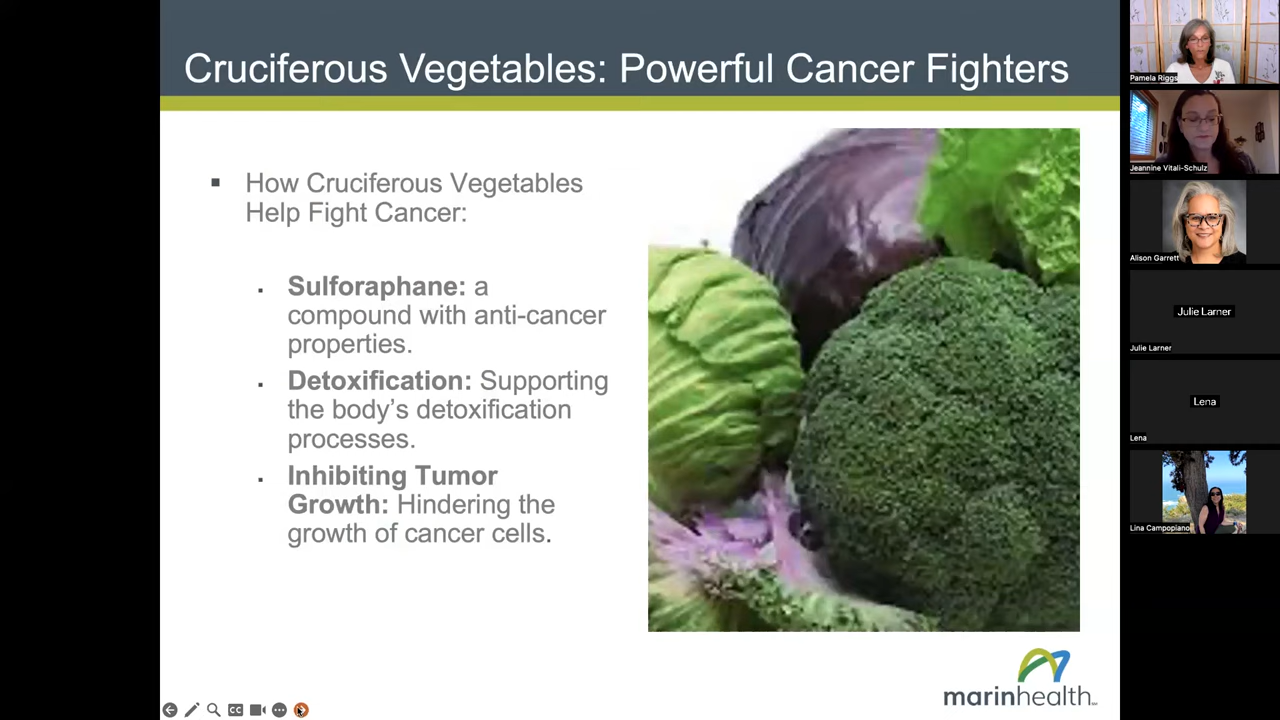 Cruciferous Vegetables: Powerful Cancer Fighters
▪ How Cruciferous Vegetables
Help Fight Cancer:
▪ Sulforaphane: a
compound with anti-cancer
properties.
▪ Detoxification: Supporting
the body’s detoxification
processes.
▪ Inhibiting Tumor
Growth: Hindering the
growth of cancer cells.
marinhealth
CC
Pamela Riggs
Jeannine Vitali-Schulz
Alison Garrett
Julie Larner
Julie Larner
Lena
Lena
Lina Campopiano